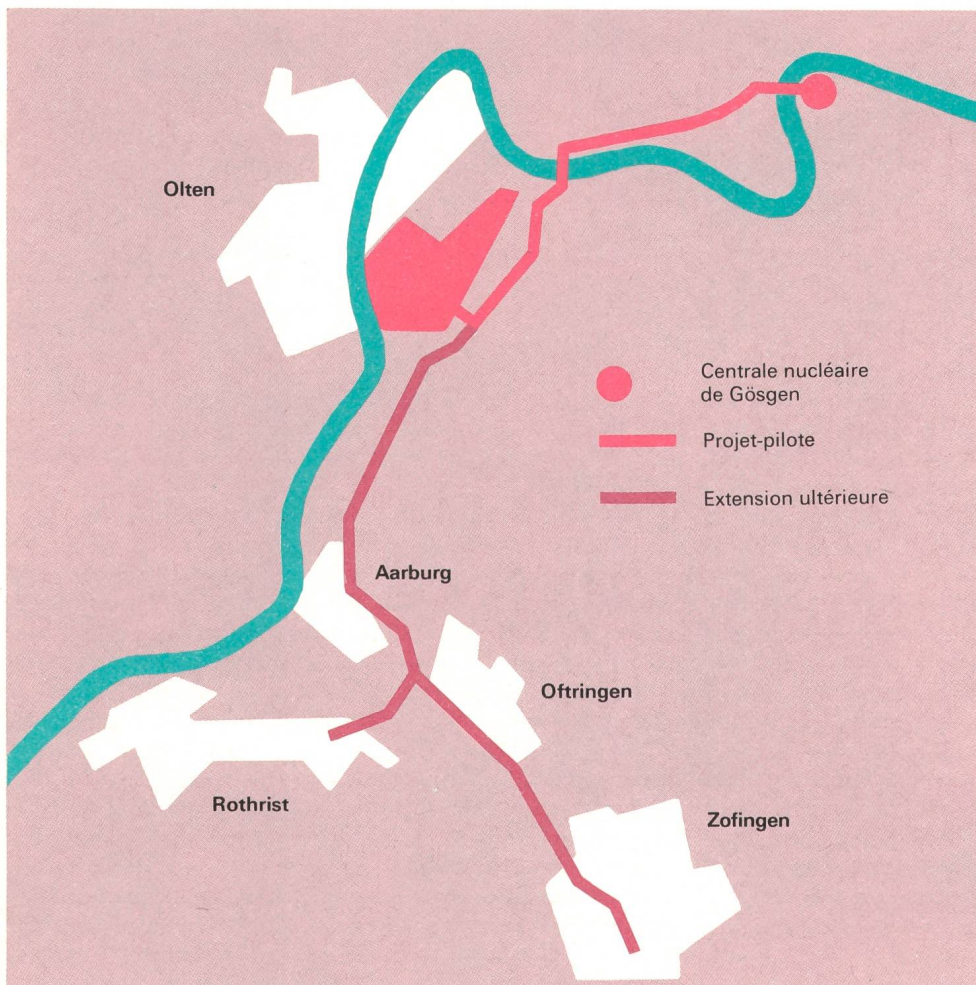 Olten
Centrale nucléaire
de Gösgen
Projet-pilote
Extension ultérieure
Aarburg
Oftringen
Rothrist
Zofingen